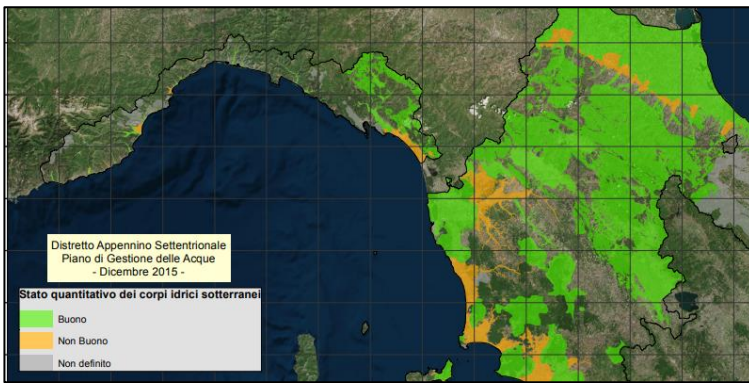 Distretto Appennino Settentrionale
Piano di Gestione delle Acque
- Dicembre 2015 -
Stato quantitativo dei corpi idrici sotterranei
Buono
Non Buono
Non definito